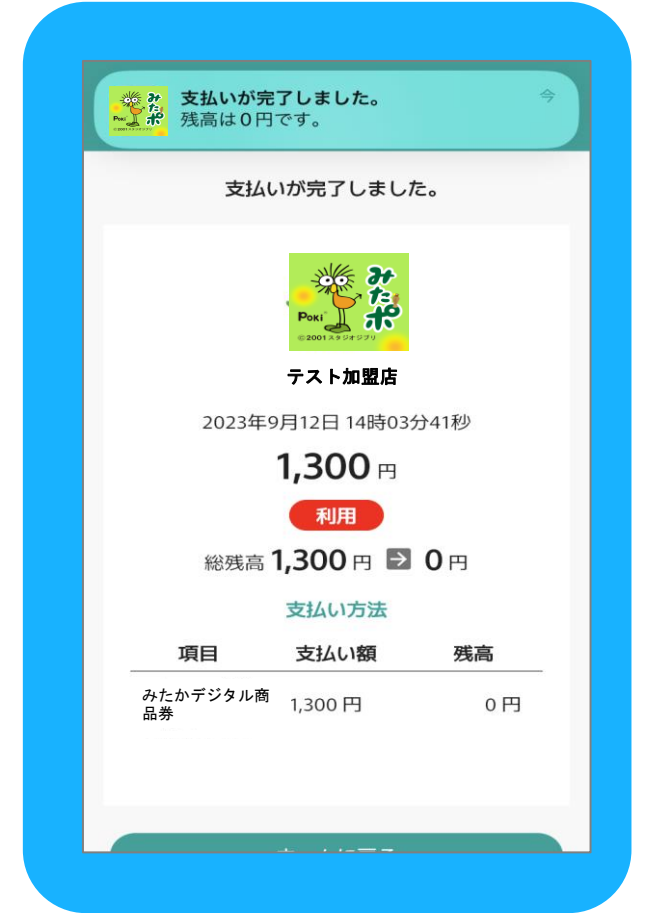 みたポ
Poki
支払いが完了しました。
今
残高は0円です。
支払いが完了しました。
みたポ
Poki
©2001 スタジオジブリ
テスト加盟店
2023年9月12日 14時03分41秒
1,300 円
利用
総残高 1,300 円 → 0 円
支払い方法
項目 支払い額 残高
みたかデジタル商
品券
1,300 円 0 円